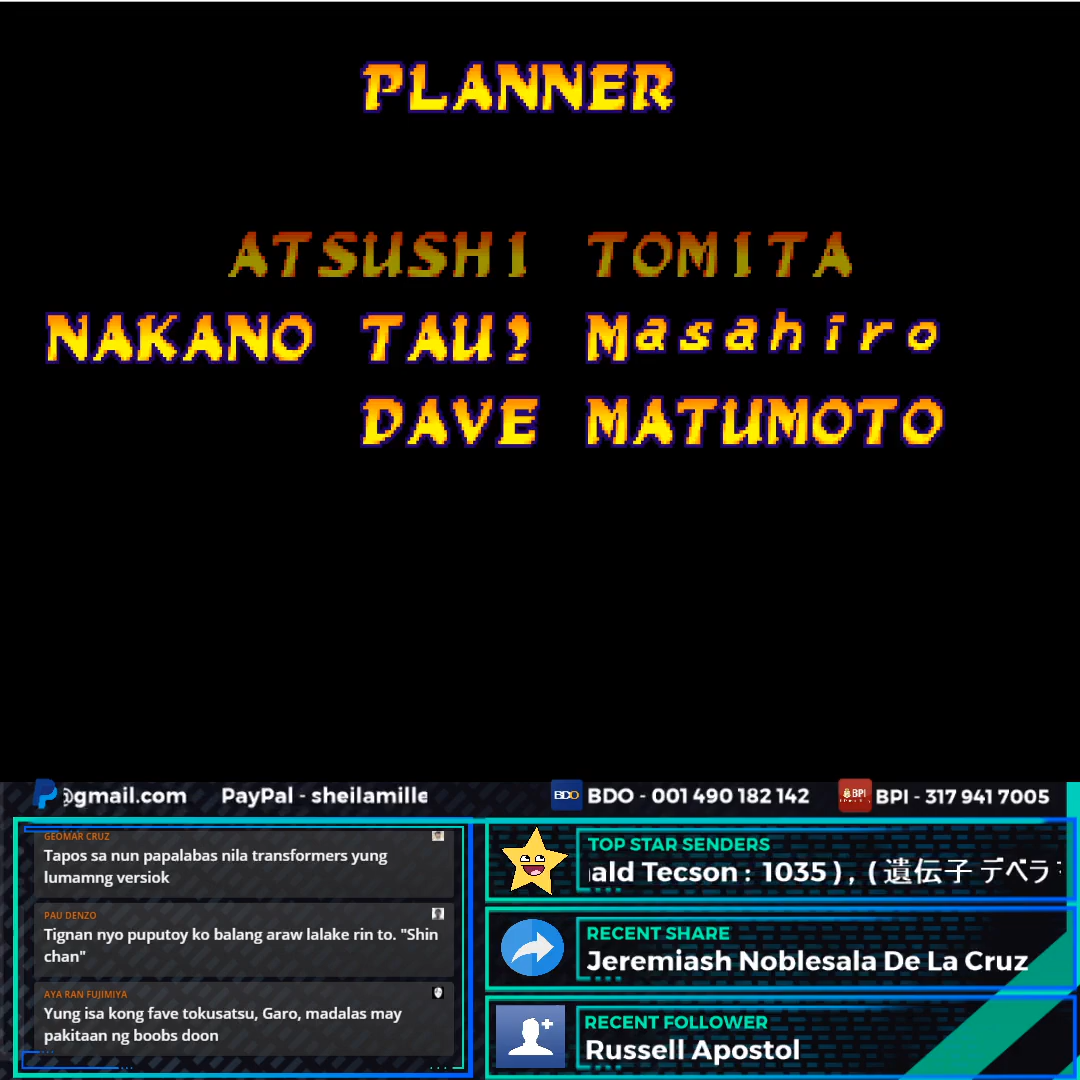 PLANNER
ATSUSHI TOMITA
NAKANO TAU! Masahiro
DAVE MATUMOTO
@gmail.com PayPal - sheilamille
BDO BDO - 001 490 182 142
BPI BPI - 317 941 7005
GEOMAR CRUZ
Tapos sa nun papalabas nila transformers yung
lumamng versiok
PAU DENZO
Tignan nyo puputoy ko balang araw lalake rin to. "Shin
chan"
AYA RAN FUJIMIYA
Yung isa kong fave tokusatsu, Garo, madalas may
pakitaan ng boobs doon
TOP STAR SENDERS
ald Tecson : 1035 ) , ( 遺伝子 デベラ
RECENT SHARE
Jeremiash Noblesala De La Cruz
RECENT FOLLOWER
Russell Apostol